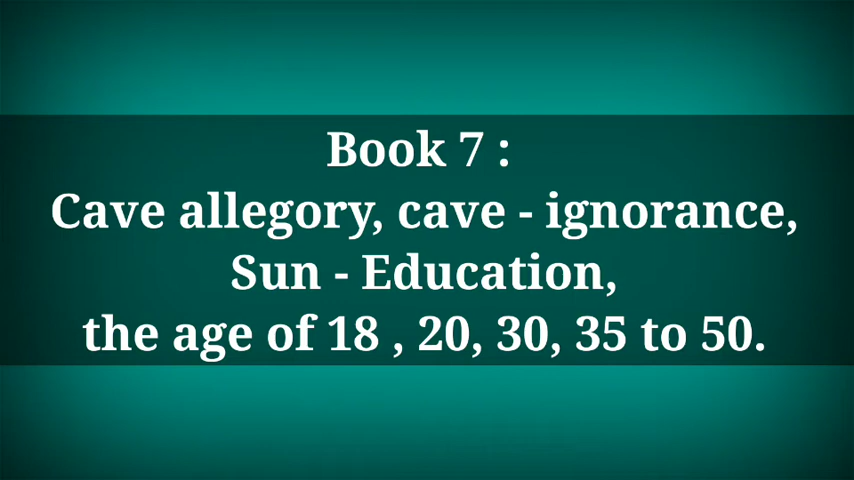 Book 7 :
Cave allegory, cave - ignorance,
Sun - Education,
the age of 18 , 20, 30, 35 to 50.